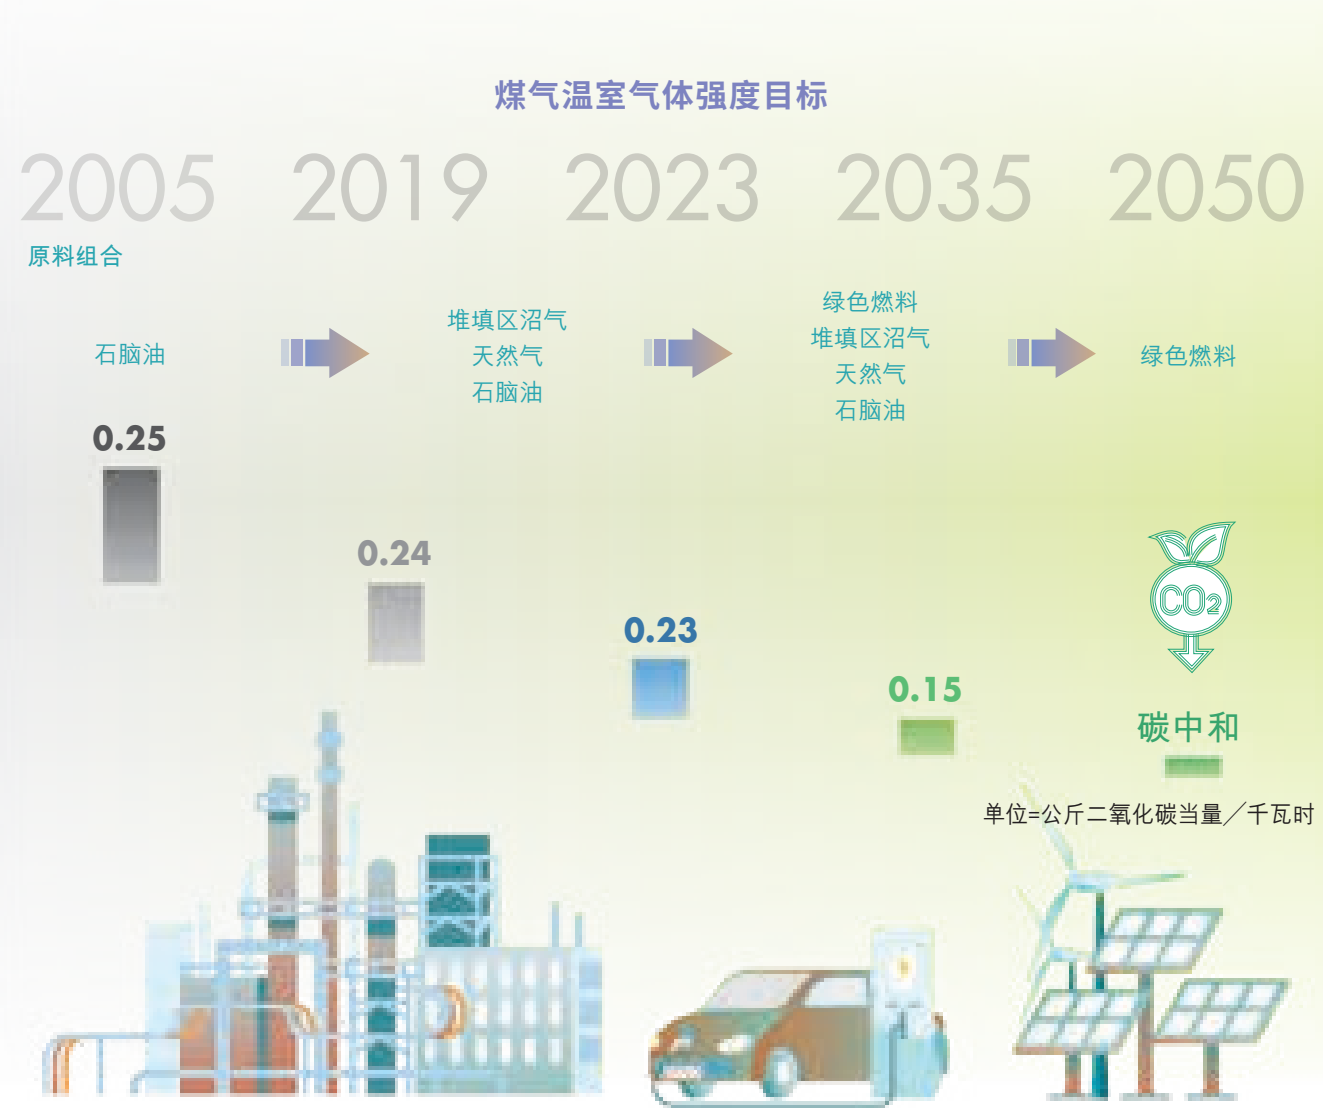 煤气温室气体强度目标
2005 2019 2023 2035 2050
原料组合
石脑油
堆填区沼气
天然气
石脑油
绿色燃料
堆填区沼气
天然气
石脑油
绿色燃料
0.25
0.24
0.23
0.15
CO2
碳中和
单位=公斤二氧化碳当量／千瓦时